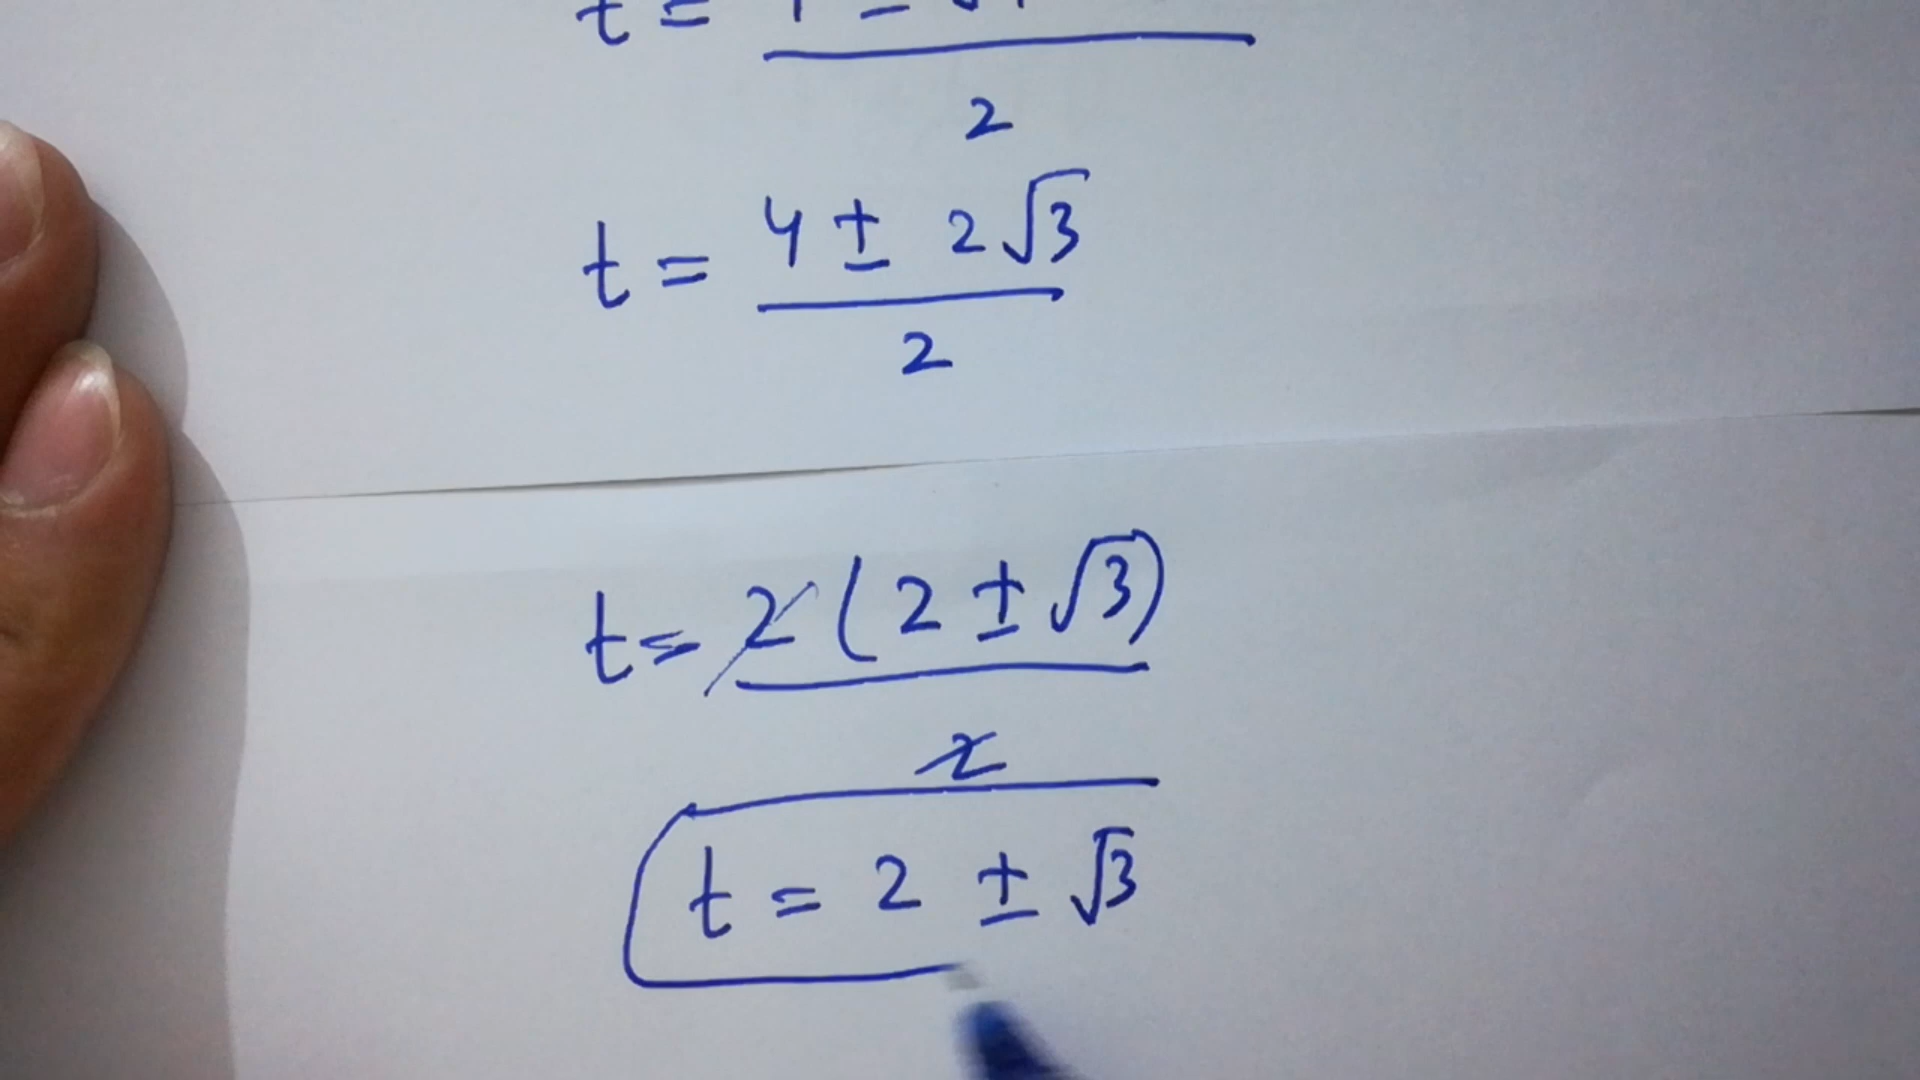 t =
2
t = 4 ± 2√3
2
t = 2 (2 ± √3)
2
t = 2 ± √3